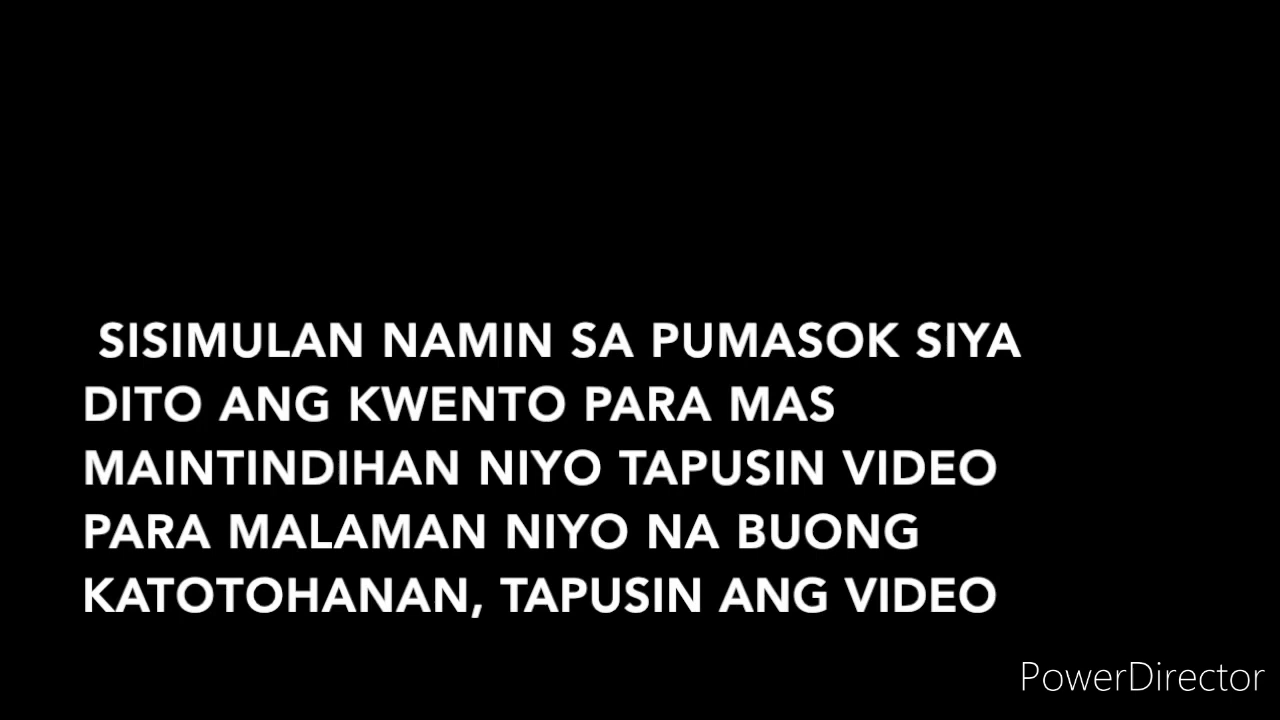 SISIMULAN NAMIN SA PUMASOK SIYA
DITO ANG KWENTO PARA MAS
MAINTINDIHAN NIYO TAPUSIN VIDEO
PARA MALAMAN NIYO NA BUONG
KATOTOHANAN, TAPUSIN ANG VIDEO
PowerDirector